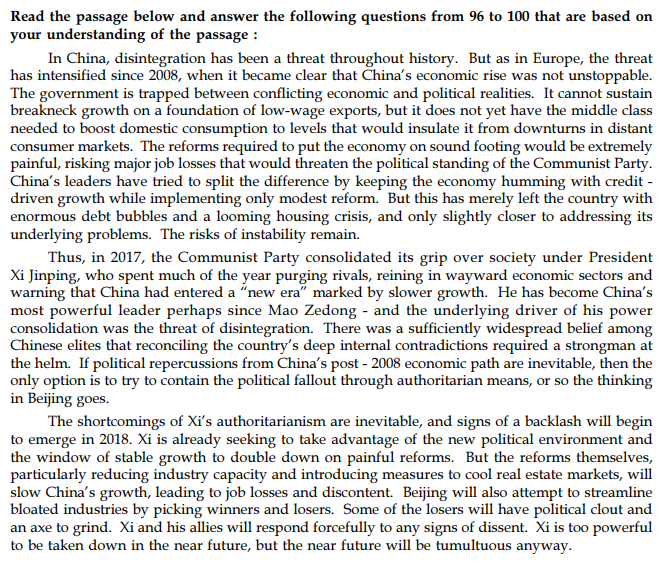 Read the passage below and answer the following questions from 96 to 100 that are based on
your understanding of the passage :
In China, disintegration has been a threat throughout history. But as in Europe, the threat
has intensified since 2008, when it became clear that China's economic rise was not unstoppable.
The government is trapped between conflicting economic and political realities. It cannot sustain
breakneck growth on a foundation of low-wage exports, but it does not yet have the middle class
needed to boost domestic consumption to levels that would insulate it from downturns in distant
consumer markets. The reforms required to put the economy on sound footing would be extremely
painful, risking major job losses that would threaten the political standing of the Communist Party.
China's leaders have tried to split the difference by keeping the economy humming with credit -
driven growth while implementing only modest reform. But this has merely left the country with
enormous debt bubbles and a looming housing crisis, and only slightly closer to addressing its
underlying problems. The risks of instability remain.
Thus, in 2017, the Communist Party consolidated its grip over society under President
Xi Jinping, who spent much of the year purging rivals, reining in wayward economic sectors and
warning that China had entered a "new era" marked by slower growth. He has become China's
most powerful leader perhaps since Mao Zedong - and the underlying driver of his power
consolidation was the threat of disintegration. There was a sufficiently widespread belief among
Chinese elites that reconciling the country's deep internal contradictions required a strongman at
the helm. If political repercussions from China's post - 2008 economic path are inevitable, then the
only option is to try to contain the political fallout through authoritarian means, or so the thinking
in Beijing goes.
The shortcomings of Xi's authoritarianism are inevitable, and signs of a backlash will begin
to emerge in 2018. Xi is already seeking to take advantage of the new political environment and
the window of stable growth to double down on painful reforms. But the reforms themselves,
particularly reducing industry capacity and introducing measures to cool real estate markets, will
slow China's growth, leading to job losses and discontent. Beijing will also attempt to streamline
bloated industries by picking winners and losers. Some of the losers will have political clout and
an axe to grind. Xi and his allies will respond forcefully to any signs of dissent. Xi is too powerful
to be taken down in the near future, but the near future will be tumultuous anyway.